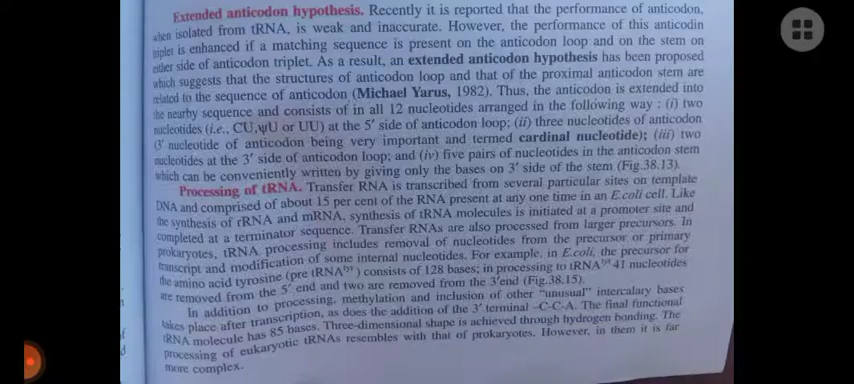 Extended anticodon hypothesis. Recently it is reported that the performance of anticodon,
when isolated from tRNA, is weak and inaccurate. However, the performance of this anticodin
triplet is enhanced if a matching sequence is present on the anticodon loop and on the stem on
either side of anticodon triplet. As a result, an extended anticodon hypothesis has been proposed
which suggests that the structures of anticodon loop and that of the proximal anticodon stem are
related to the sequence of anticodon (Michael Yarus, 1982). Thus, the anticodon is extended into
the nearby sequence and consists of in all 12 nucleotides arranged in the following way : (i) two
nucleotides (i.e., CU,ψU or UU) at the 5' side of anticodon loop; (ii) three nucleotides of anticodon
(3' nucleotide of anticodon being very important and termed cardinal nucleotide); (iii) two
nucleotides at the 3' side of anticodon loop; and (iv) five pairs of nucleotides in the anticodon stem
which can be conveniently written by giving only the bases on 3' side of the stem (Fig.38.13).
Processing of tRNA. Transfer RNA is transcribed from several particular sites on template
DNA and comprised of about 15 per cent of the RNA present at any one time in an E.coli cell. Like
the synthesis of rRNA and mRNA, synthesis of tRNA molecules is initiated at a promoter site and
completed at a terminator sequence. Transfer RNAs are also processed from larger precursors. In
prokaryotes, tRNA processing includes removal of nucleotides from the precursor or primary
transcript and modification of some internal nucleotides. For example, in E.coli, the precursor for
the amino acid tyrosine (pre tRNA) consists of 128 bases; in processing to tRNA 41 nucleotides
are removed from the 5' end and two are removed from the 3'end (Fig.38.15).
In addition to processing, methylation and inclusion of other "unusual" intercalary bases
takes place after transcription, as does the addition of the 3' terminal –C-C-A. The final functional
tRNA molecule has 85 bases. Three-dimensional shape is achieved through hydrogen bonding. The
processing of eukaryotic tRNAs resembles with that of prokaryotes. However, in them it is far
more complex.